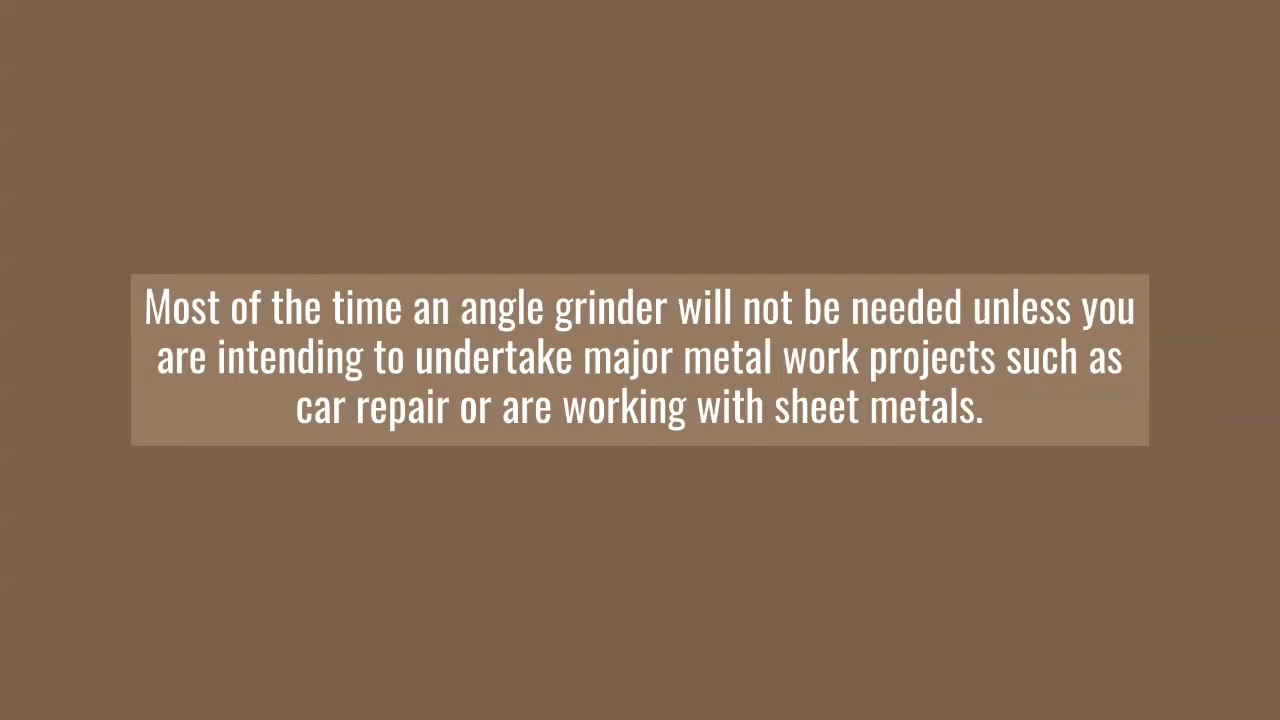 Most of the time an angle grinder will not be needed unless you
are intending to undertake major metal work projects such as
car repair or are working with sheet metals.